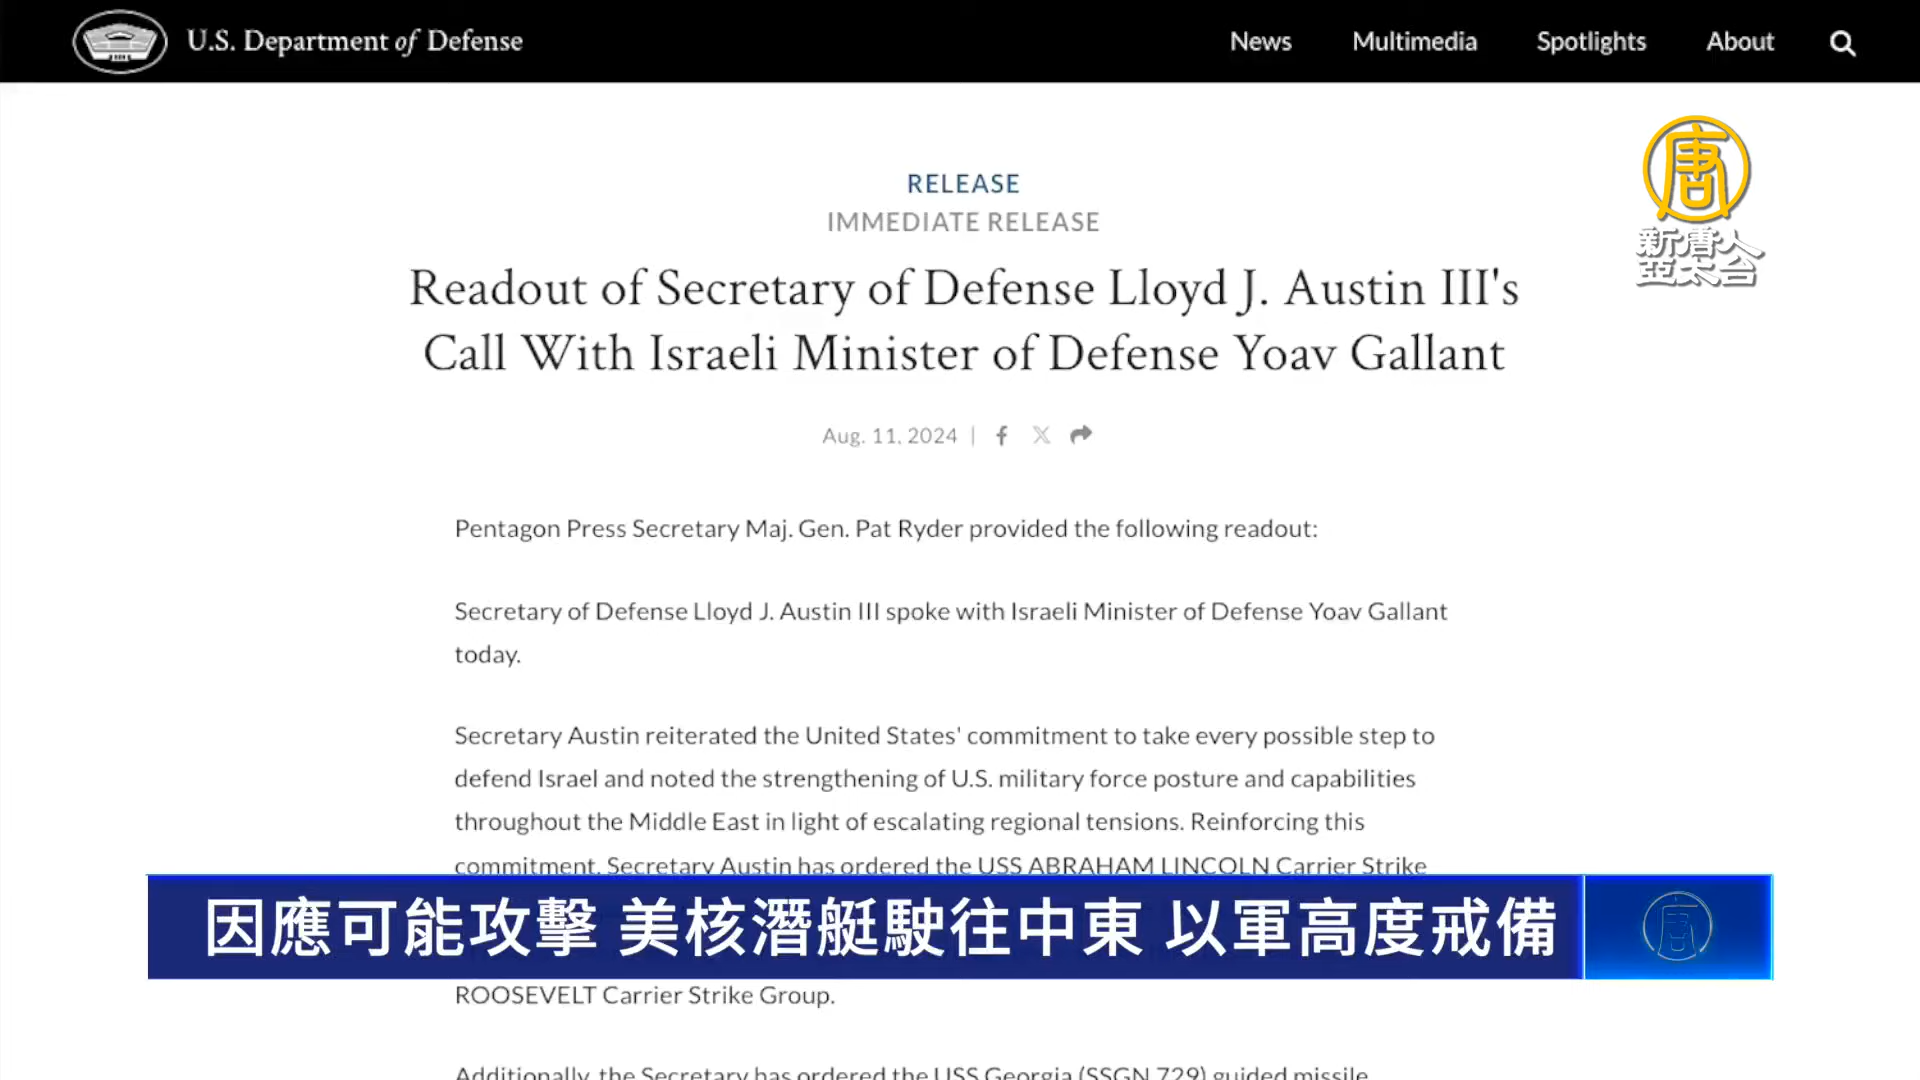 U.S. Department of Defense
News
Multimedia
Spotlights
About
RELEASE
IMMEDIATE RELEASE
Readout of Secretary of Defense Lloyd J. Austin III's
Call With Israeli Minister of Defense Yoav Gallant
Aug. 11, 2024 |
唐
新唐人
亞太台
Pentagon Press Secretary Maj. Gen. Pat Ryder provided the following readout:
Secretary of Defense Lloyd J. Austin III spoke with Israeli Minister of Defense Yoav Gallant
today.
Secretary Austin reiterated the United States' commitment to take every possible step to
defend Israel and noted the strengthening of U.S. military force posture and capabilities
throughout the Middle East in light of escalating regional tensions. Reinforcing this
commitment, Secretary Austin has ordered the USS ABRAHAM LINCOLN Carrier Strike
因應可能攻擊 美核潛艇駛往中東 以軍高度戒備
唐
ROOSEVELT Carrier Strike Group.
Additionally, the Secretary has ordered the USS Georgia (SSGN 729) guided missile